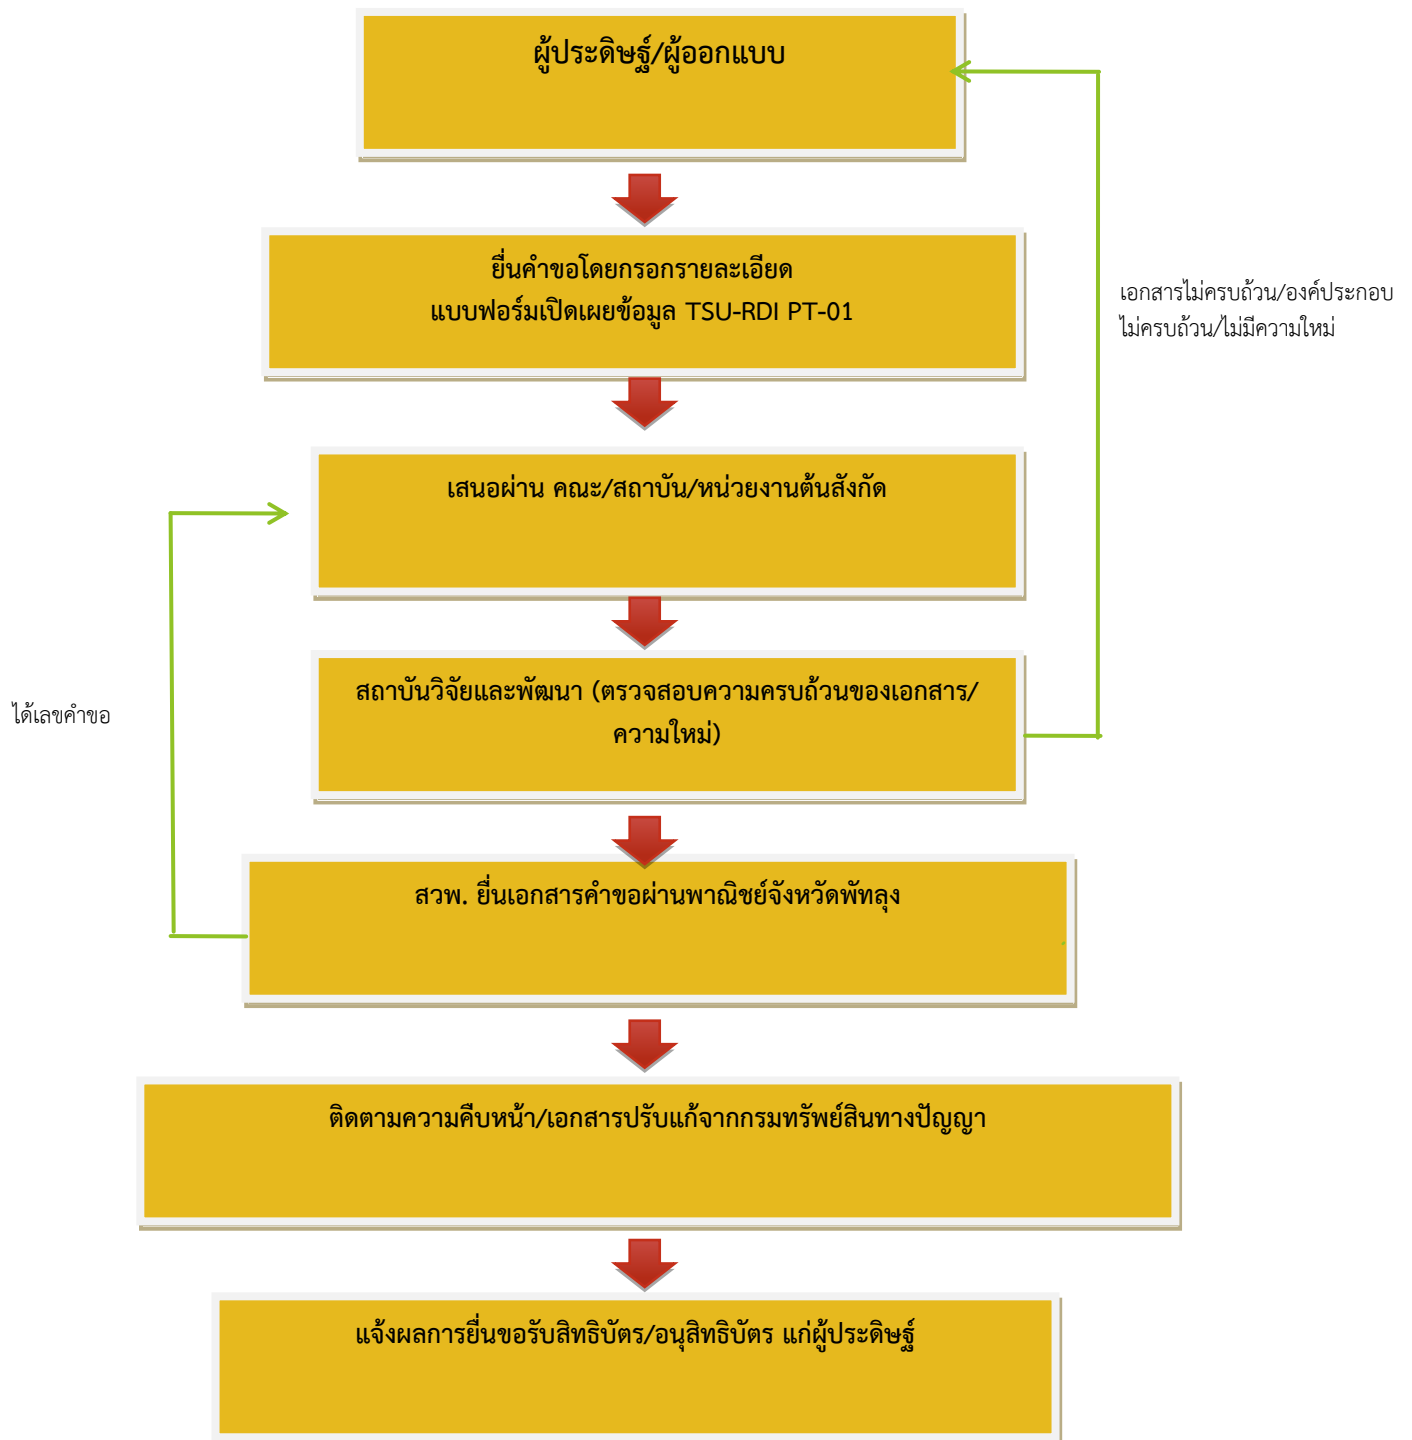 ผู้ประดิษฐ์/ผู้ออกแบบ
ยื่นคำขอโดยกรอกรายละเอียด
แบบฟอร์มเปิดเผยข้อมูล TSU-RDI PT-01
เอกสารไม่ครบถ้วน/องค์ประกอบ
ไม่ครบถ้วน/ไม่มีความใหม่
เสนอผ่าน คณะ/สถาบัน/หน่วยงานต้นสังกัด
สถาบันวิจัยและพัฒนา (ตรวจสอบความครบถ้วนของเอกสาร/
ความใหม่)
ได้เลขคำขอ
สวพ. ยื่นเอกสารคำขอผ่านพาณิชย์จังหวัดพัทลุง
ติดตามความคืบหน้า/เอกสารปรับแก้จากกรมทรัพย์สินทางปัญญา
แจ้งผลการยื่นขอรับสิทธิบัตร/อนุสิทธิบัตร แก่ผู้ประดิษฐ์